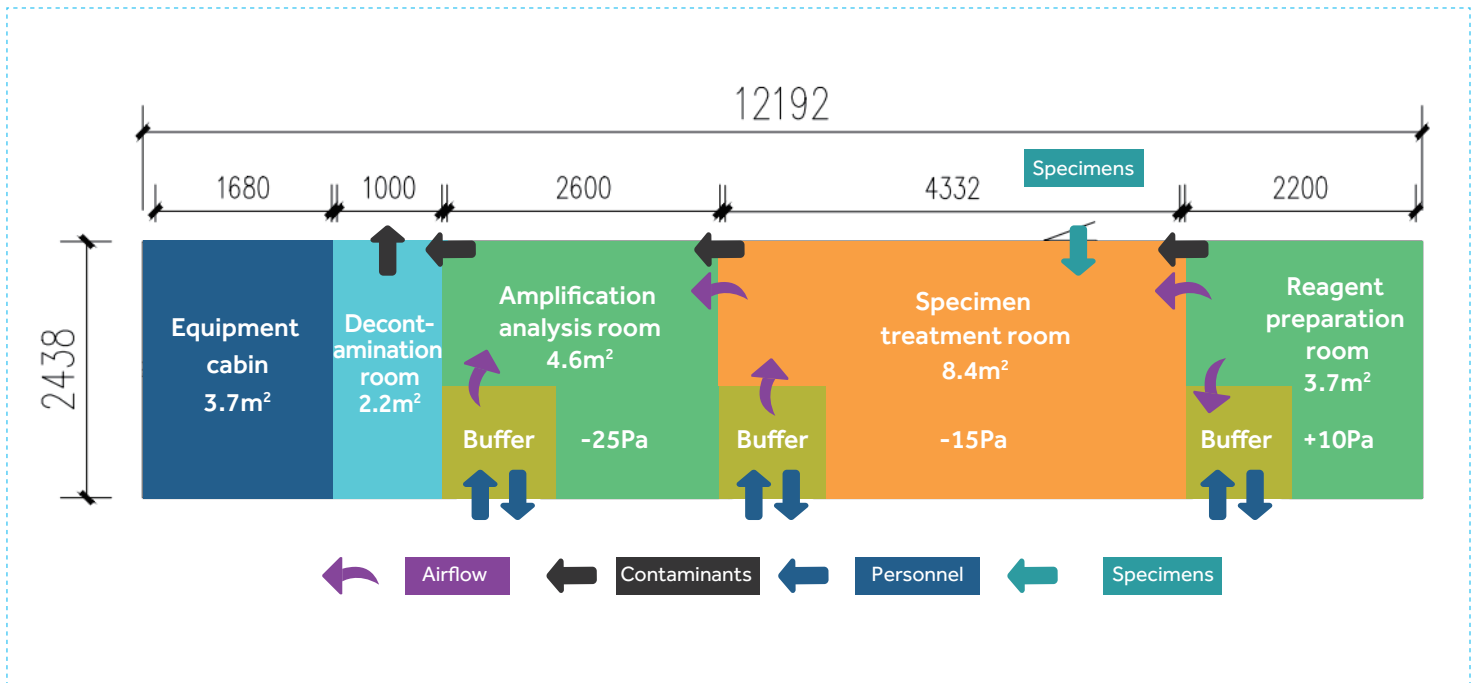 12192
Specimens
1680
1000
2600
4332
2200
2438
Equipment
cabin
3.7m²
Decont-
amination
room
2.2m²
Amplification
analysis room
4.6m²
Buffer
-25Pa
Specimen
treatment room
8.4m²
Buffer
-15Pa
Reagent
preparation
room
3.7m²
Buffer
+10Pa
Airflow
Contaminants
Personnel
Specimens